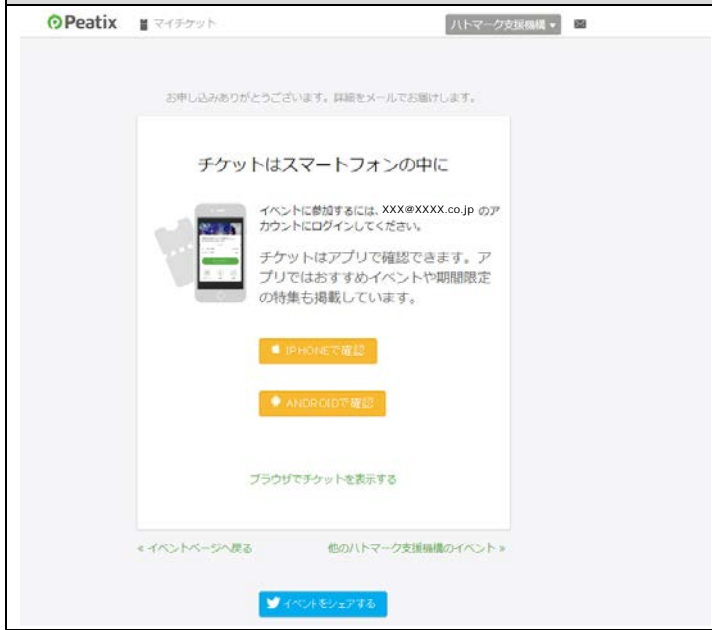 Peatix
マイチケット
ハトマーク支援機構
お申し込みありがとうございます。詳細をメールでお届けします。
チケットはスマートフォンの中に
イベントに参加するには、XXX@XXXX.co.jp のア
カウントにログインしてください。
チケットはアプリで確認できます。ア
プリではおすすめイベントや期間限定
の特集も掲載しています。
IPHONEで確認
ANDROIDで確認
ブラウザでチケットを表示する
« イベントページへ戻る
他のハトマーク支援機構のイベント »
イベントをシェアする